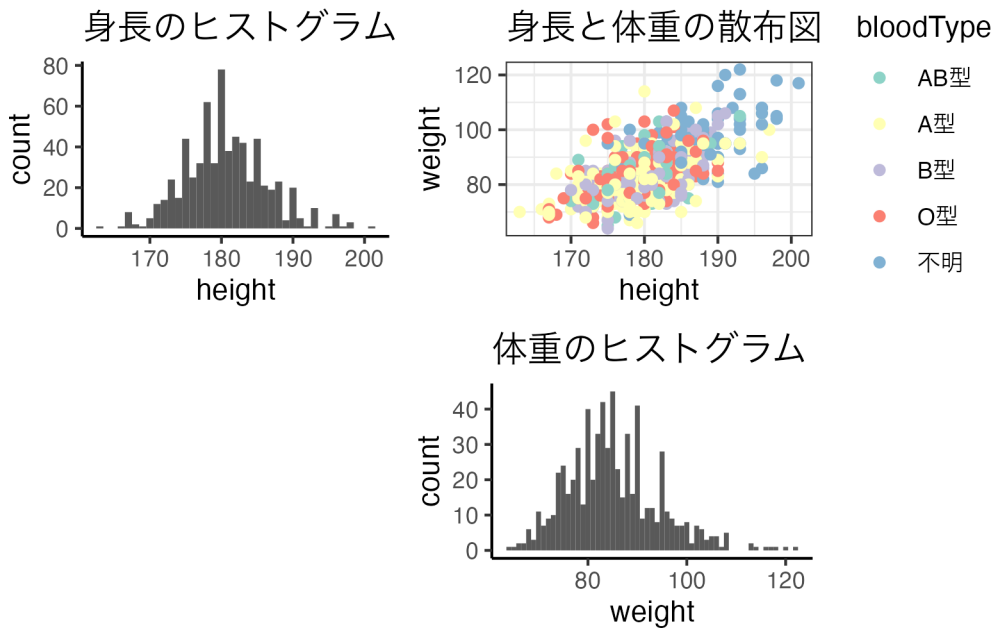 身長のヒストグラム
count
80
60
40
20
0
170 180 190 200
height
身長と体重の散布図
weight
120
100
80
170 180 190 200
height
bloodType
AB型
A型
B型
O型
不明
体重のヒストグラム
count
40
30
20
10
0
80 100 120
weight